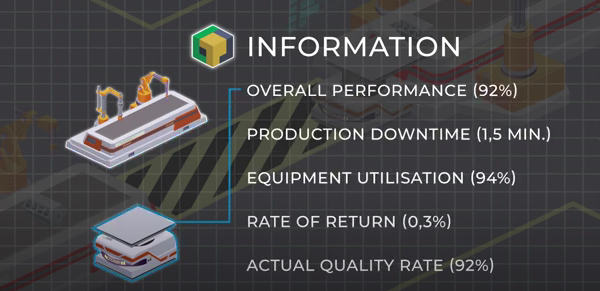 INFORMATION
OVERALL PERFORMANCE (92%)
PRODUCTION DOWNTIME (1,5 MIN.)
EQUIPMENT UTILISATION (94%)
RATE OF RETURN (0,3%)
ACTUAL QUALITY RATE (92%)